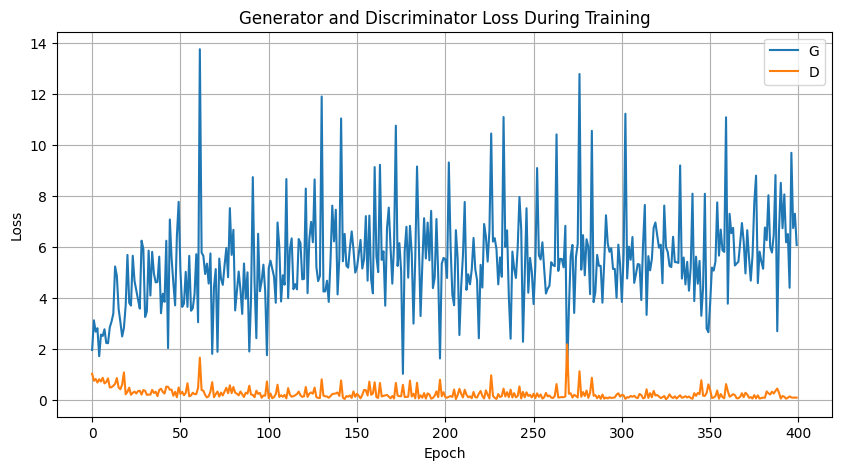 Generator and Discriminator Loss During Training
G
D
14
12
10
8
6
4
2
0
Loss
0 50 100 150 200 250 300 350 400
Epoch